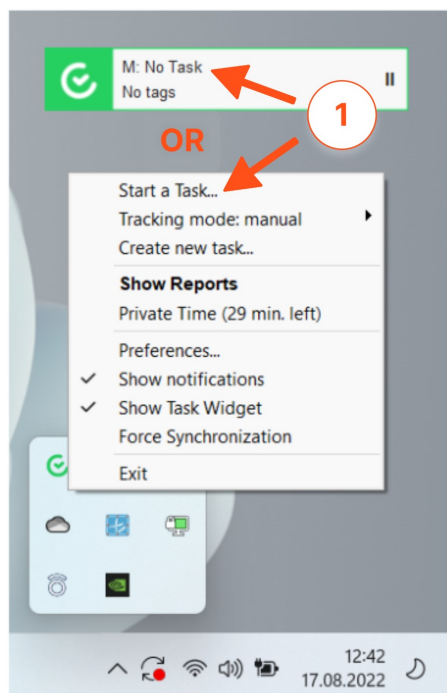 M: No Task
No tags
1
OR
Start a Task...
Tracking mode: manual
Create new task...
Show Reports
Private Time (29 min. left)
Preferences...
Show notifications
Show Task Widget
Force Synchronization
Exit
12:42
17.08.2022